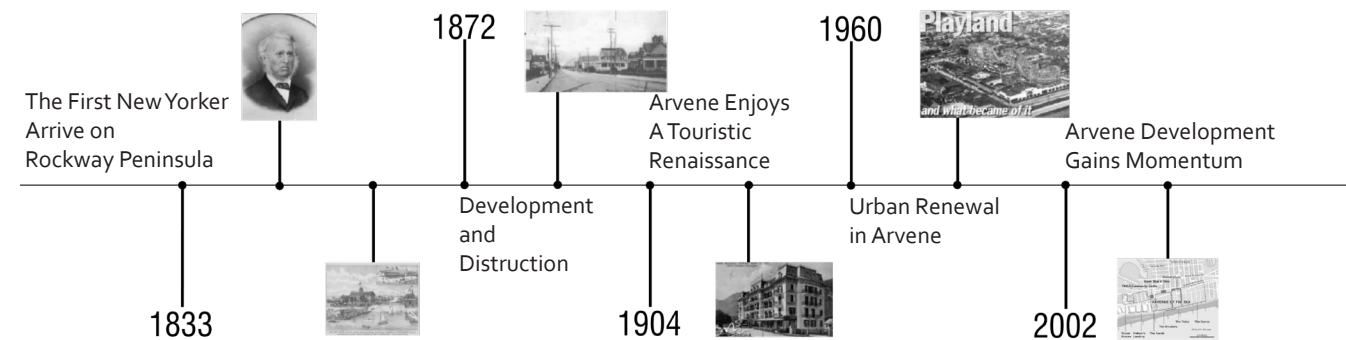 The First New Yorker
Arrive on
Rockway Peninsula
1833
1872
Development
and
Distruction
Arvene Enjoys
A Touristic
Renaissance
1904
1960
Urban Renewal
in Arvene
Playland
and what became of it
Arvene Development
Gains Momentum
2002